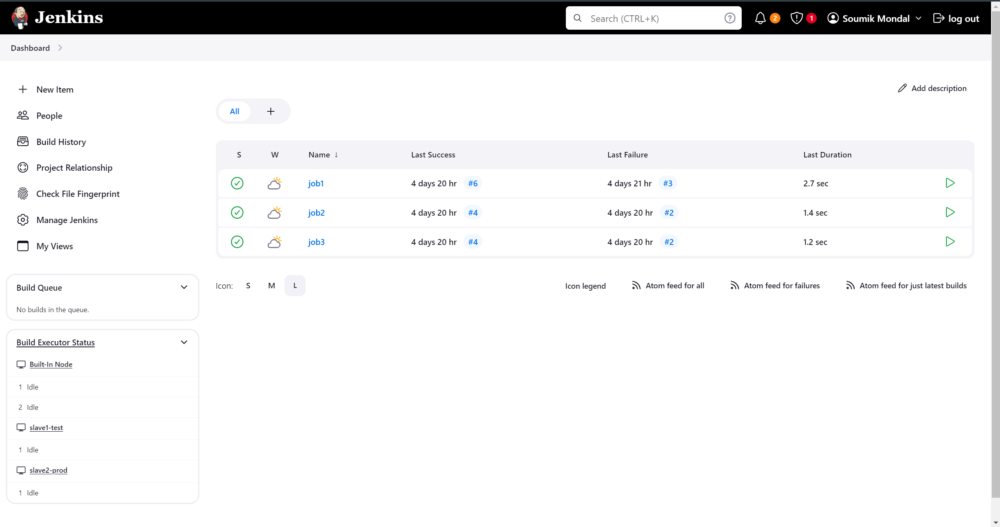 Jenkins
Search (CTRL+K)
2
1
Soumik Mondal
log out
Dashboard
New Item
People
Build History
Project Relationship
Check File Fingerprint
Manage Jenkins
My Views
Build Queue
No builds in the queue.
Build Executor Status
Built-In Node
1 Idle
2 Idle
slave1-test
1 Idle
slave2-prod
1 Idle
Add description
All +
S W Name ↓ Last Success Last Failure Last Duration
job1 4 days 20 hr #6 4 days 21 hr #3 2.7 sec
job2 4 days 20 hr #4 4 days 20 hr #2 1.4 sec
job3 4 days 20 hr #4 4 days 20 hr #2 1.2 sec
Icon: S M L
Icon legend
Atom feed for all
Atom feed for failures
Atom feed for just latest builds